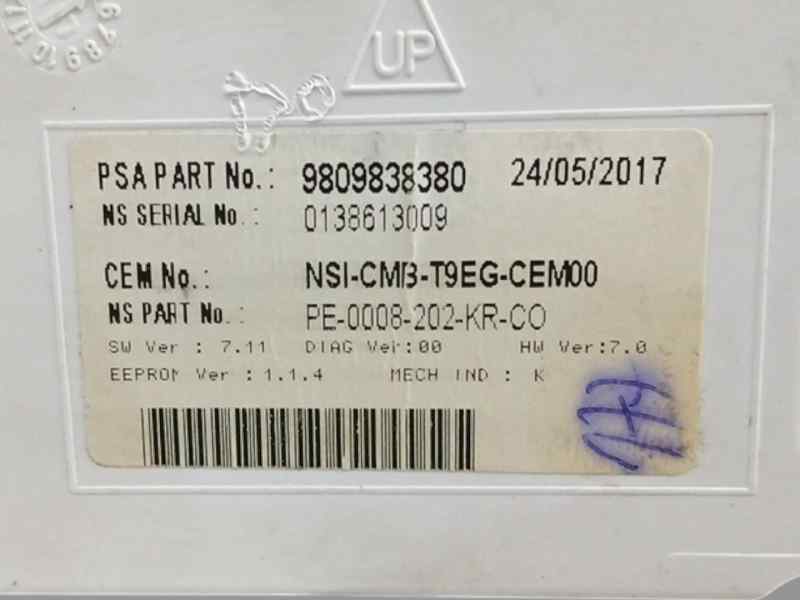 UP
PSA PART No.: 9809838380 24/05/2017
NS SERIAL No.: 0138613009
CEM No.: NSI-CMB-T9EG-CEM00
NS PART No.: PE-0008-202-KR-CO
SW Ver : 7.11 DIAG Ver:00 HW Ver:7.0
EEPROM Ver : 1.1.4 MECH IND : K